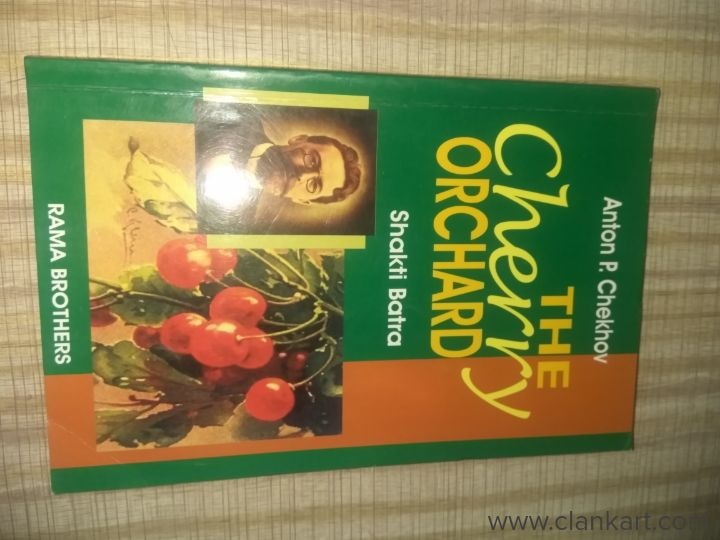 Anton P. Chekhov
THE
Cherry
ORCHARD
Shakti Batra
RAMA BROTHERS
www.clankart.com